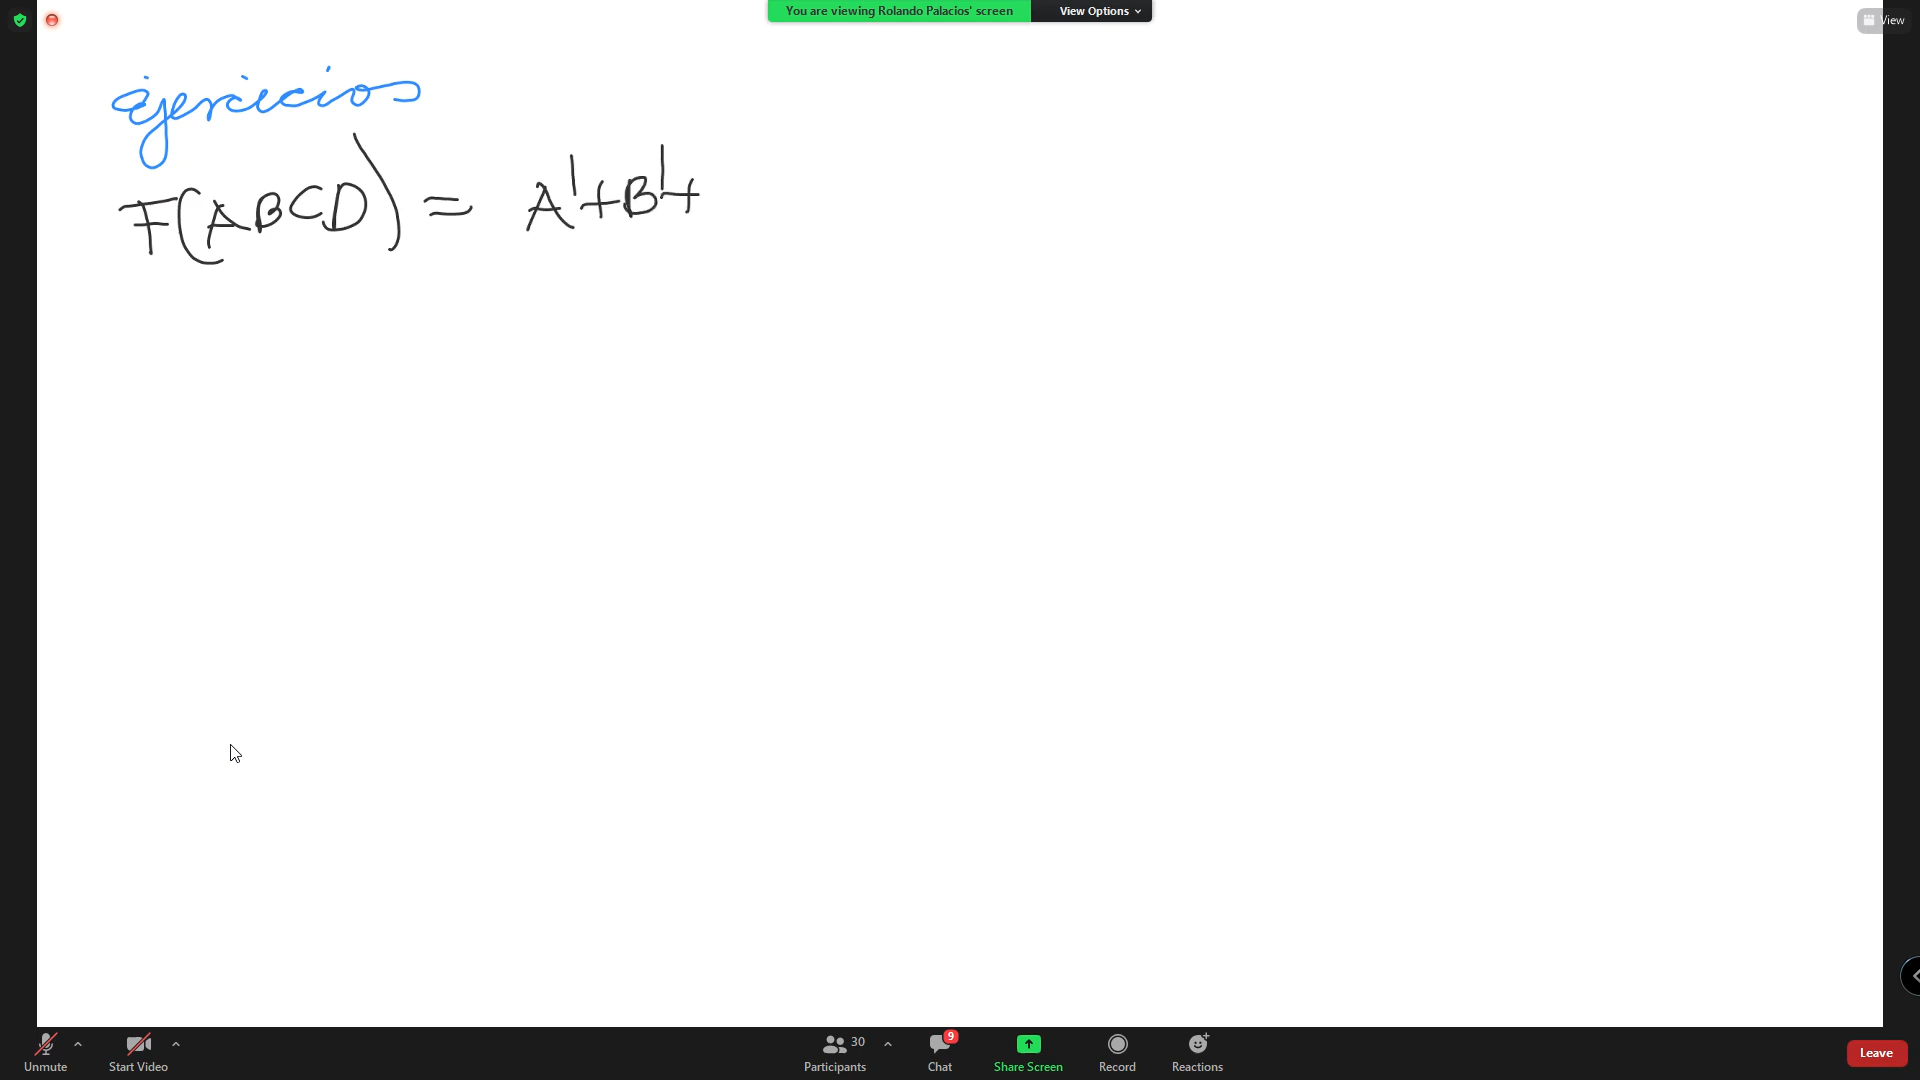 You are viewing Rolando Palacios' screen View Options
View
ejercicios
F(ABCD) = A'+B'+
Unmute Start Video Participants 30 Chat 9 Share Screen Record Reactions Leave